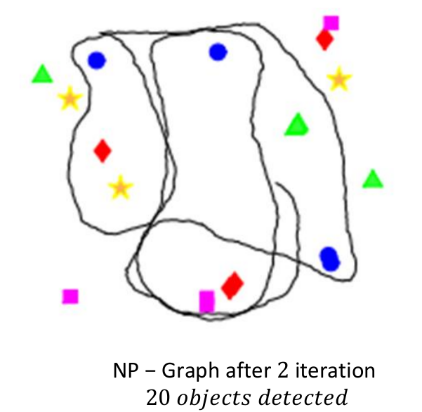 NP − Graph after 2 iteration
20 objects detected